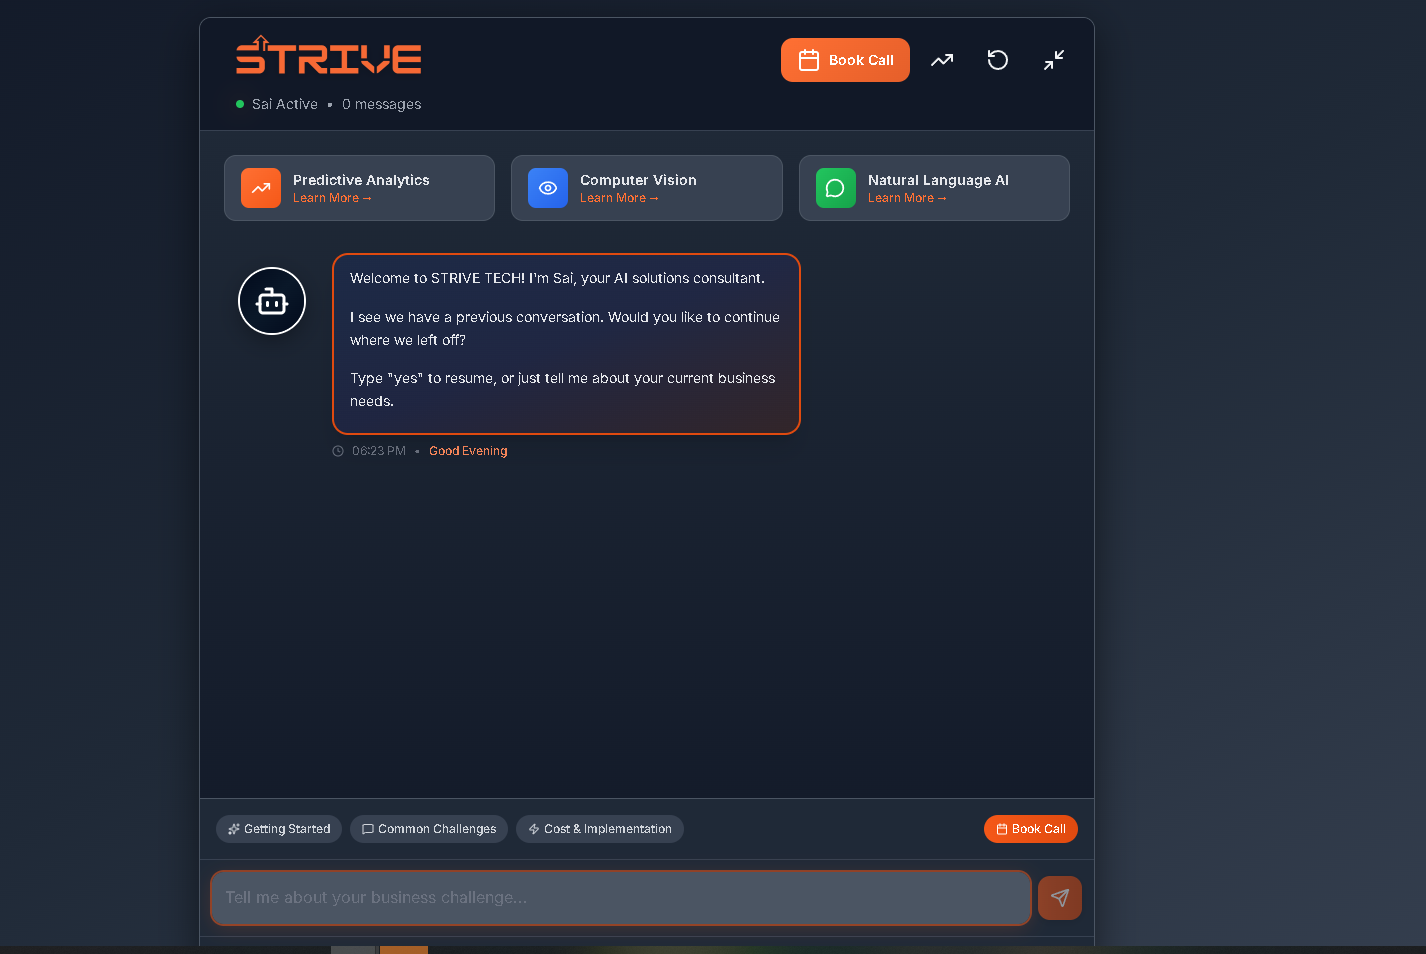 STRIVE
Book Call
Sai Active • 0 messages
Predictive Analytics
Learn More →
Computer Vision
Learn More →
Natural Language AI
Learn More →
Welcome to STRIVE TECH! I'm Sai, your AI solutions consultant.
I see we have a previous conversation. Would you like to continue
where we left off?
Type "yes" to resume, or just tell me about your current business
needs.
06:23 PM • Good Evening
Getting Started
Common Challenges
Cost & Implementation
Book Call
Tell me about your business challenge...